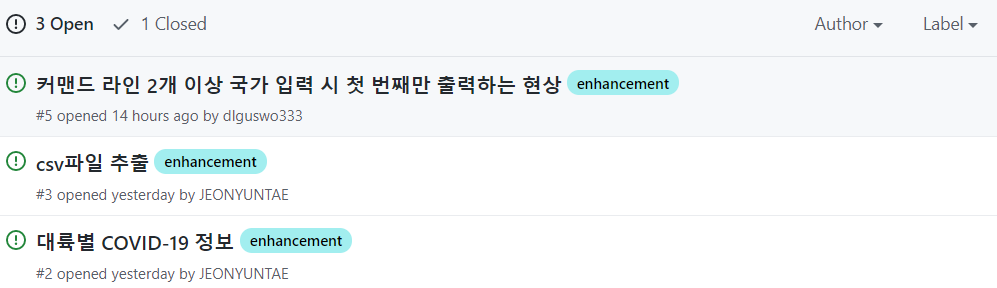 3 Open 1 Closed Author Label
커맨드 라인 2개 이상 국가 입력 시 첫 번째만 출력하는 현상 enhancement
#5 opened 14 hours ago by dlguswo333
csv파일 추출 enhancement
#3 opened yesterday by JEONYUNTAE
대륙별 COVID-19 정보 enhancement
#2 opened yesterday by JEONYUNTAE